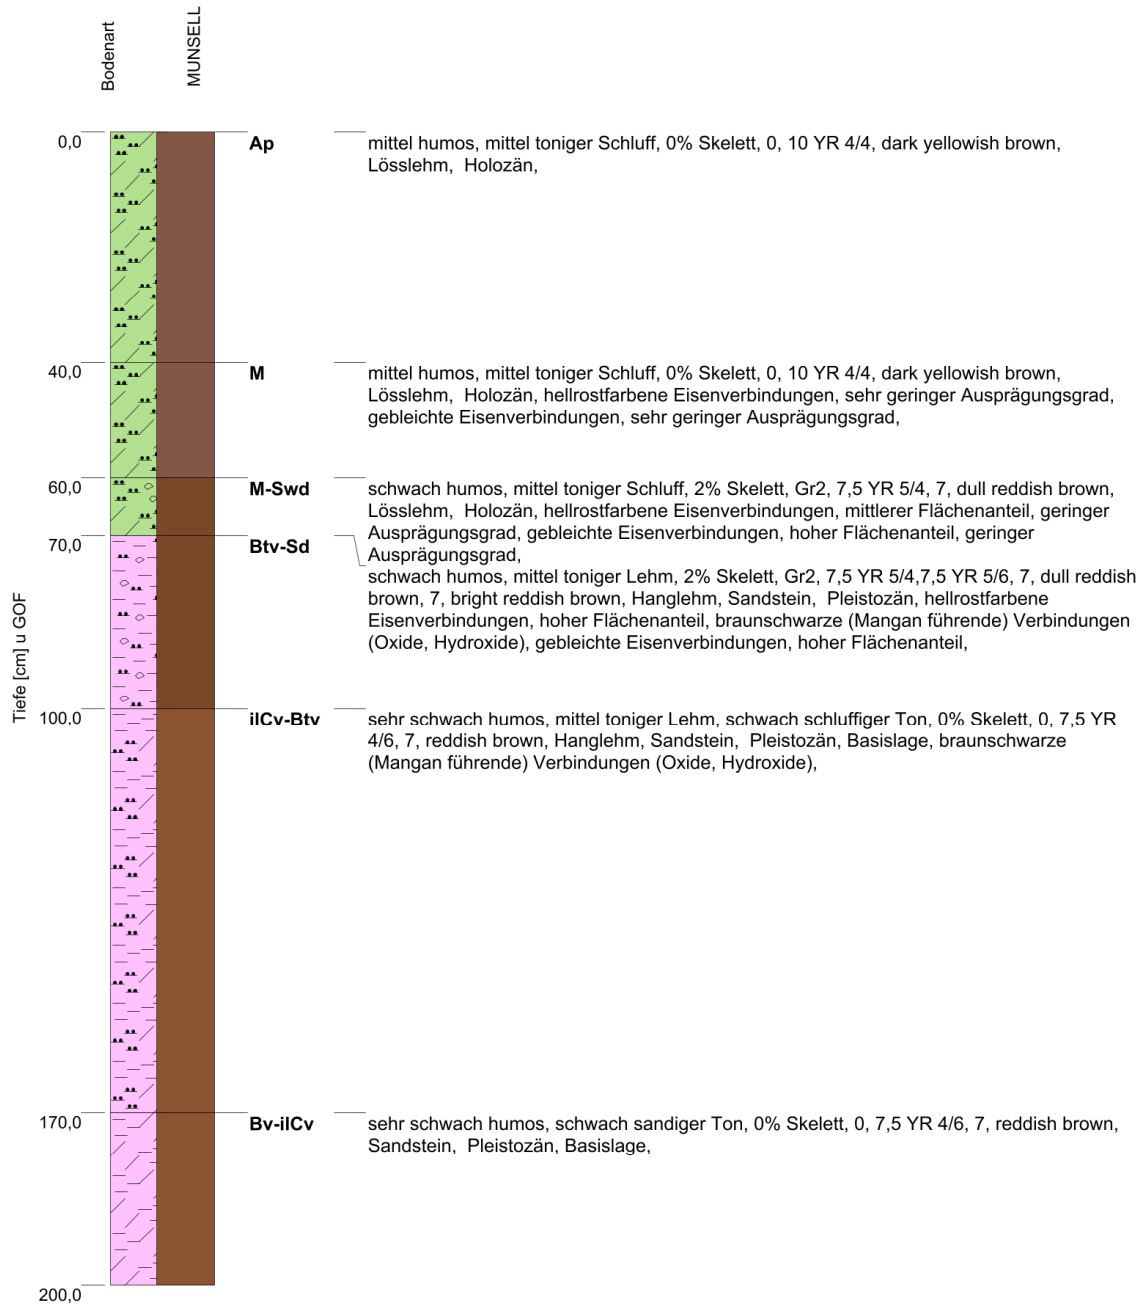 Bodenart
MUNSELL
0,0
Ap
mittel humos, mittel toniger Schluff, 0% Skelett, 0, 10 YR 4/4, dark yellowish brown,
Lösslehm, Holozän,
40,0
M
mittel humos, mittel toniger Schluff, 0% Skelett, 0, 10 YR 4/4, dark yellowish brown,
Lösslehm, Holozän, hellrostfarbene Eisenverbindungen, sehr geringer Ausprägungsgrad,
gebleichte Eisenverbindungen, sehr geringer Ausprägungsgrad,
60,0
M-Swd
schwach humos, mittel toniger Schluff, 2% Skelett, Gr2, 7,5 YR 5/4, 7, dull reddish brown,
Lösslehm, Holozän, hellrostfarbene Eisenverbindungen, mittlerer Flächenanteil, geringer
Ausprägungsgrad, gebleichte Eisenverbindungen, hoher Flächenanteil, geringer
Ausprägungsgrad,
70,0
Btv-Sd
schwach humos, mittel toniger Lehm, 2% Skelett, Gr2, 7,5 YR 5/4,7,5 YR 5/6, 7, dull reddish
brown, 7, bright reddish brown, Hanglehm, Sandstein, Pleistozän, hellrostfarbene
Eisenverbindungen, hoher Flächenanteil, braunschwarze (Mangan führende) Verbindungen
(Oxide, Hydroxide), gebleichte Eisenverbindungen, hoher Flächenanteil,
Tiefe [cm] u GOF
100,0
ilCv-Btv
sehr schwach humos, mittel toniger Lehm, schwach schluffiger Ton, 0% Skelett, 0, 7,5 YR
4/6, 7, reddish brown, Hanglehm, Sandstein, Pleistozän, Basislage, braunschwarze
(Mangan führende) Verbindungen (Oxide, Hydroxide),
170,0
Bv-ilCv
sehr schwach humos, schwach sandiger Ton, 0% Skelett, 0, 7,5 YR 4/6, 7, reddish brown,
Sandstein, Pleistozän, Basislage,
200,0